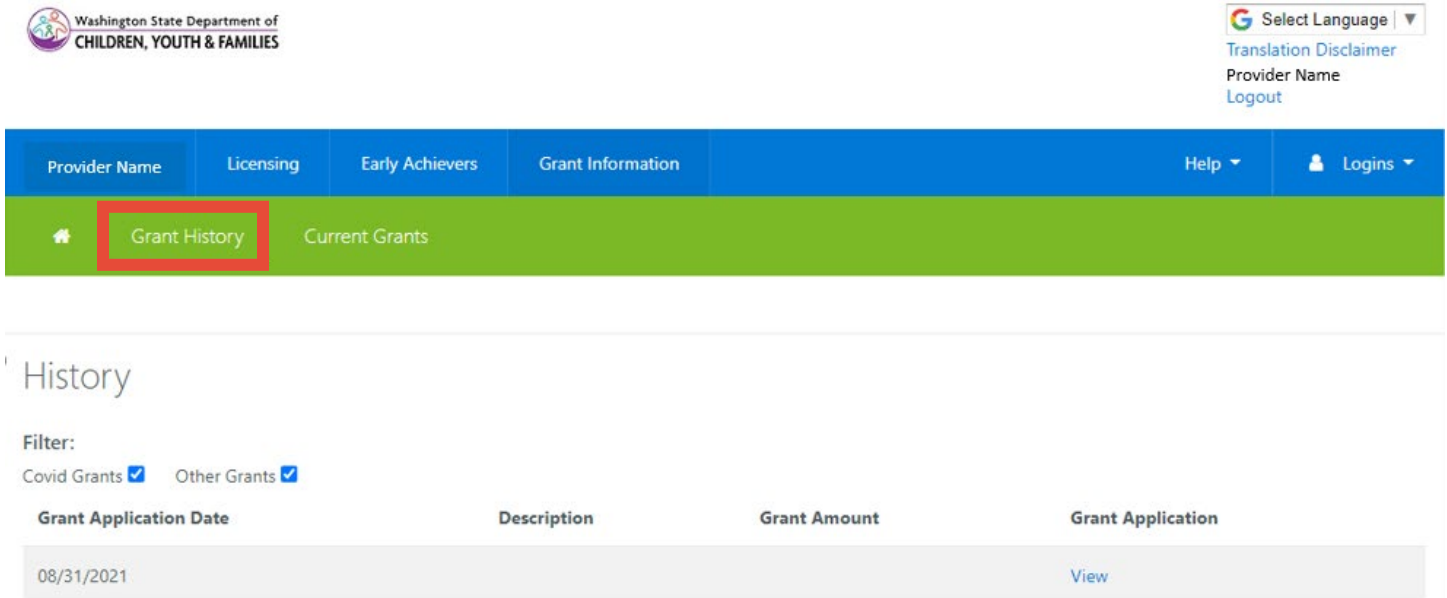 Washington State Department of
CHILDREN, YOUTH & FAMILIES
G Select Language ▼
Translation Disclaimer
Provider Name
Logout
Provider Name Licensing Early Achievers Grant Information Help Logins
Grant History Current Grants
History
Filter:
Covid Grants Other Grants
Grant Application Date Description Grant Amount Grant Application
08/31/2021 View